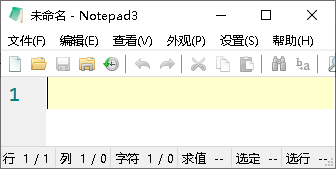 未命名 - Notepad3
文件(F) 编辑(E) 查看(V) 外观(P) 设置(S) 帮助(H)
1
行 1 / 1 列 1 / 0 字符 1 / 0 求值 -- 选定 -- 选行 --